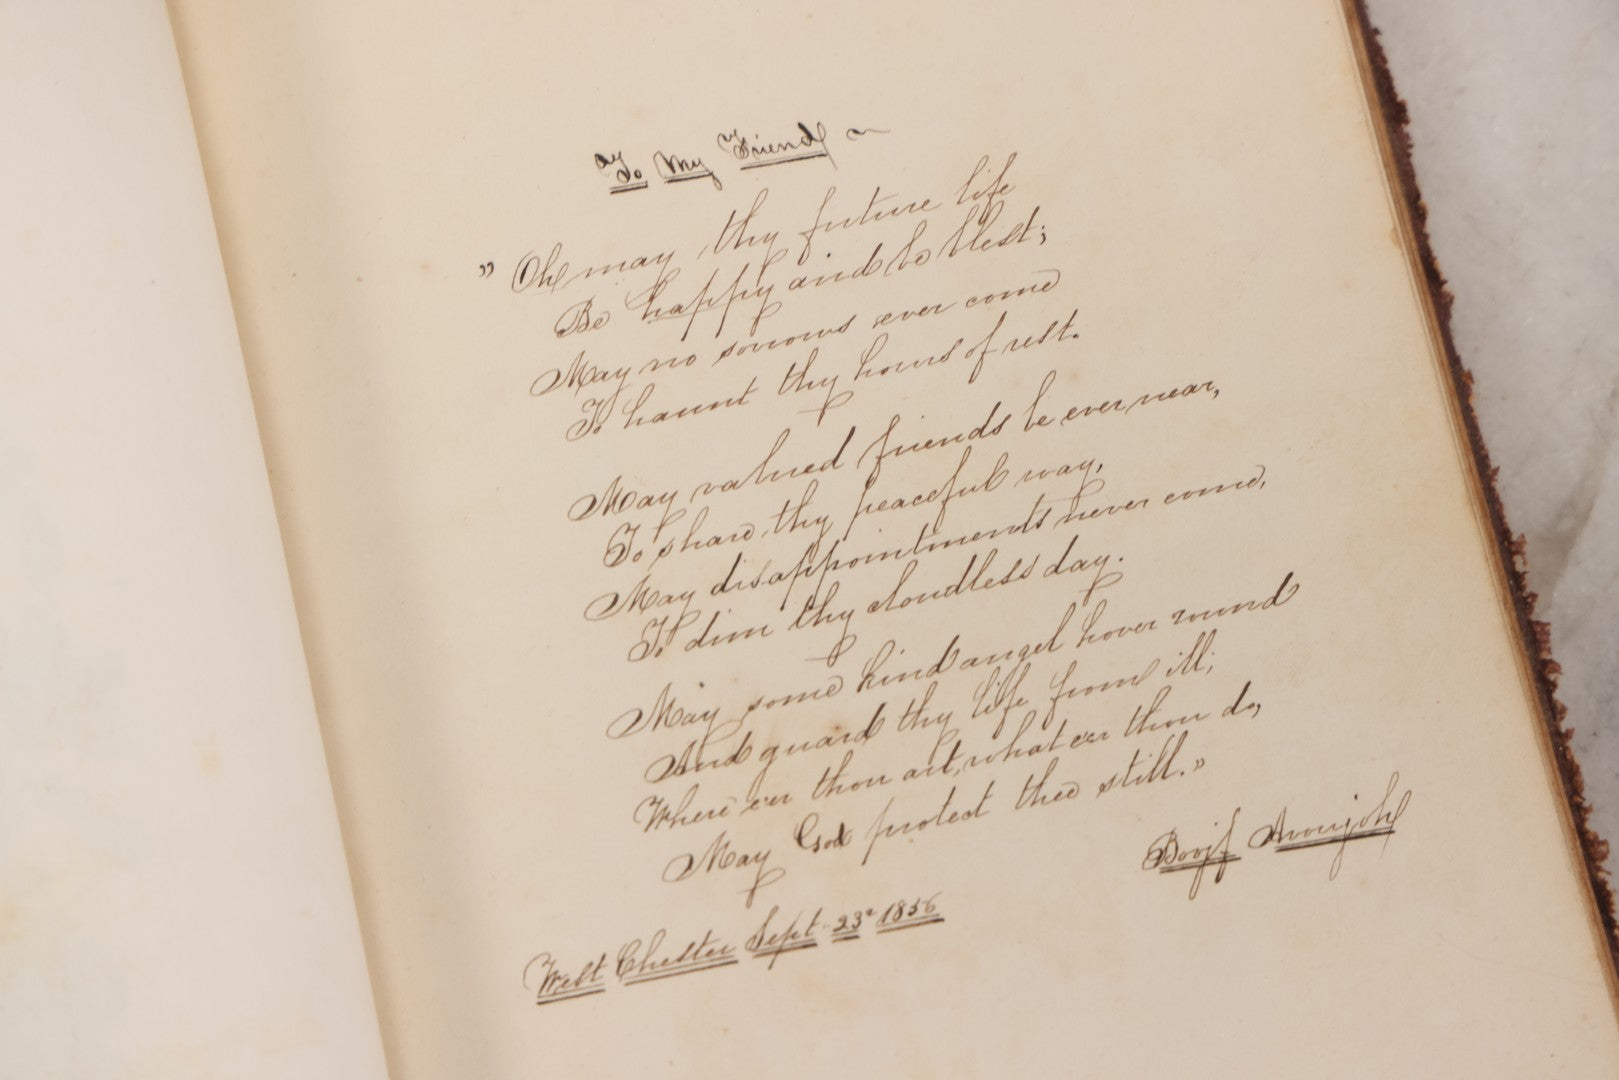 To My Friend
" Oh may thy future life
Be happy and be blest;
May no sorrows ever come
To haunt thy hours of rest.
May valued friends be ever near,
To share thy peaceful way,
May disappointments never come,
To dim thy cloudless day.
May some kind angel hover round
And guard thy life from ill;
Where e'er thou art, what e'er thou do,
May God protect thee still."
West Chester Sept. 23d 1856